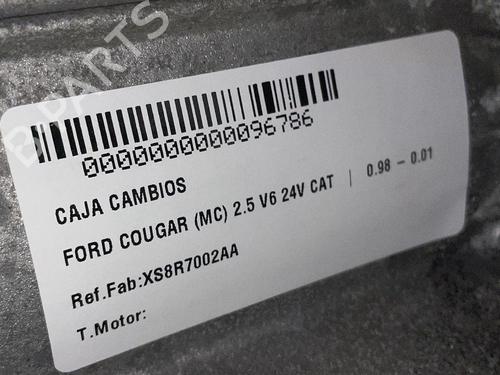 B-PARTS
0000000000096786
CAJA CAMBIOS
FORD COUGAR (MC) 2.5 V6 24V CAT | 0.98 - 0.01
Ref.Fab:XS8R7002AA
T.Motor: